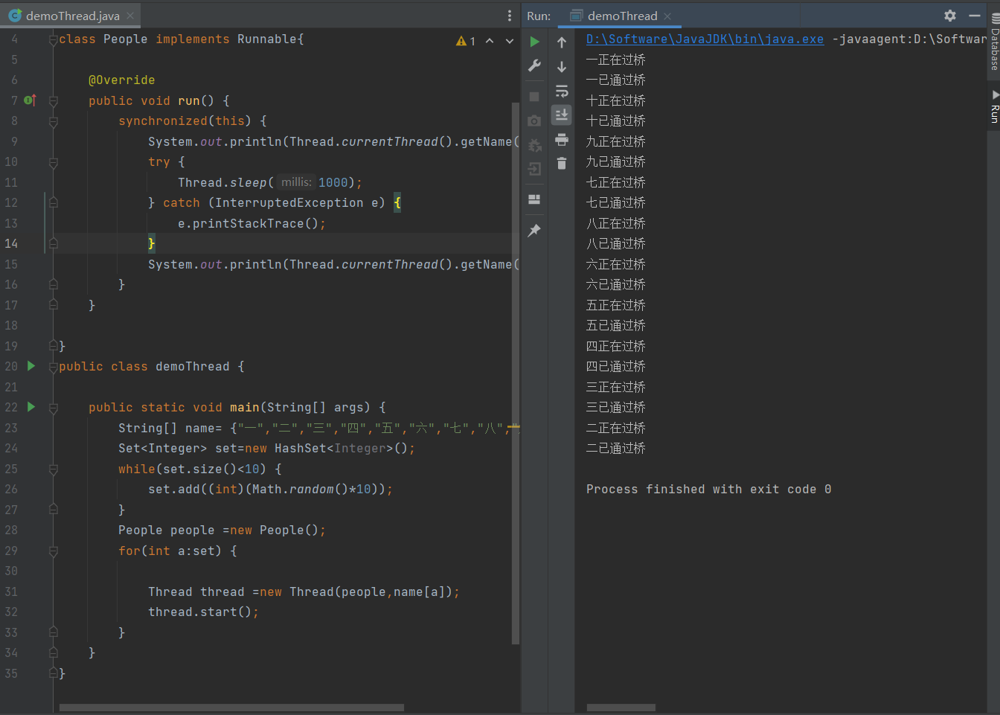 demoThread.java
Run: demoThread
4 class People implements Runnable{
1
5
6 @Override
7 public void run() {
8 synchronized(this) {
9 System.out.println(Thread.currentThread().getName(
10 try {
11 Thread.sleep( millis: 1000);
12 } catch (InterruptedException e) {
13 e.printStackTrace();
14 }
15 System.out.println(Thread.currentThread().getName(
16 }
17 }
18
19 }
20 public class demoThread {
21
22 public static void main(String[] args) {
23 String[] name= {"一","二","三","四","五","六","七","八","
24 Set<Integer> set=new HashSet<Integer>();
25 while(set.size()<10) {
26 set.add((int)(Math.random()*10));
27 }
28 People people =new People();
29 for(int a:set) {
30
31 Thread thread =new Thread(people,name[a]);
32 thread.start();
33 }
34 }
35 }
D:\Software\JavaJDK\bin\java.exe -javaagent:D:\Softwar
一正在过桥
一已通过桥
十正在过桥
十已通过桥
九正在过桥
九已通过桥
七正在过桥
七已通过桥
八正在过桥
八已通过桥
六正在过桥
六已通过桥
五正在过桥
五已通过桥
四正在过桥
四已通过桥
三正在过桥
三已通过桥
二正在过桥
二已通过桥
Process finished with exit code 0
Database
Run